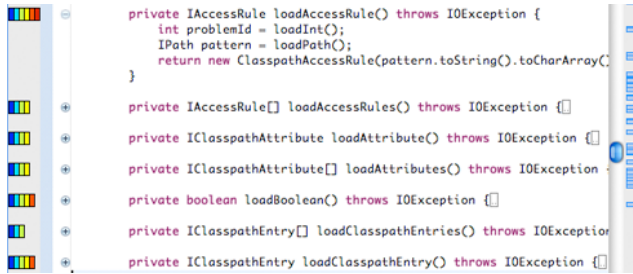 private IAccessRule loadAccessRule() throws IOException {
int problemId = loadInt();
IPath pattern = loadPath();
return new ClasspathAccessRule(pattern.toString().toCharArray()
}
private IAccessRule[] loadAccessRules() throws IOException {
private IClasspathAttribute loadAttribute() throws IOException {
private IClasspathAttribute[] loadAttributes() throws IOException
private boolean loadBoolean() throws IOException {
private IClasspathEntry[] loadClasspathEntries() throws IOException
private IClasspathEntry loadClasspathEntry() throws IOException {